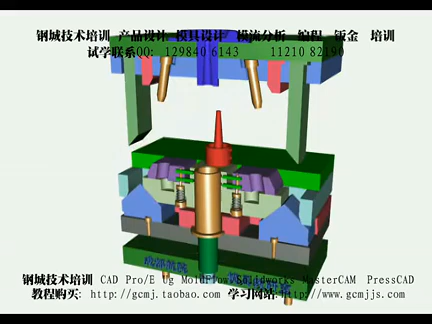 钢城技术培训 产品设计 模具设计 模流分析 编程 钣金 培训
试学联系QQ: 129840 6143 11210 82190
钢城技术培训 CAD Pro/E Ug MoldFlow Solidworks MasterCAM PressCAD
教程购买: http://gcmj.taobao.com 学习网站:http://www.gcmjjs.com